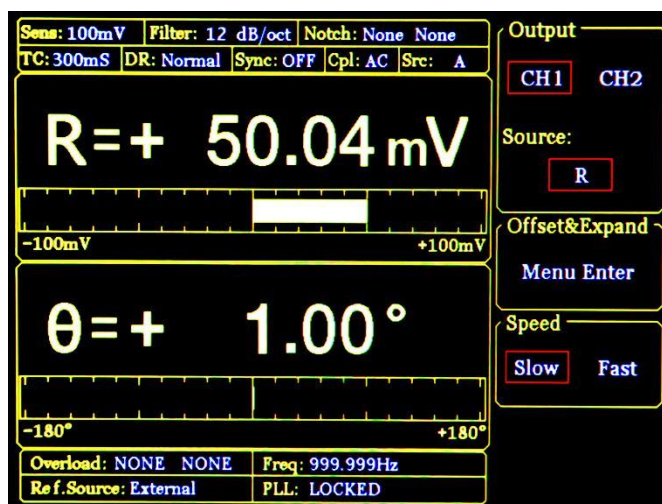 Sens: 100mV Filter: 12 dB/oct Notch: None None
TC: 300mS DR: Normal Sync: OFF Cpl: AC Src: A
R=+ 50.04 mV
-100mV +100mV
θ=+ 1.00°
-180° +180°
Overload: NONE NONE Freq: 999.999Hz
Ref.Source: External PLL: LOCKED
Output
CH1 CH2
Source:
R
Offset&Expand
Menu Enter
Speed
Slow Fast